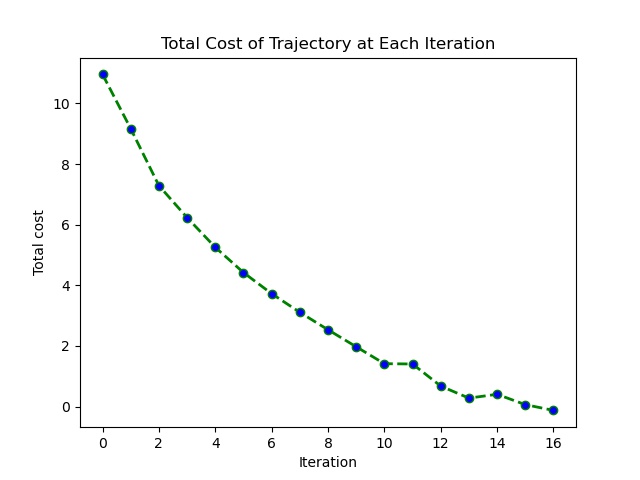 Total Cost of Trajectory at Each Iteration
10
8
6
4
2
0
Total cost
0 2 4 6 8 10 12 14 16
Iteration